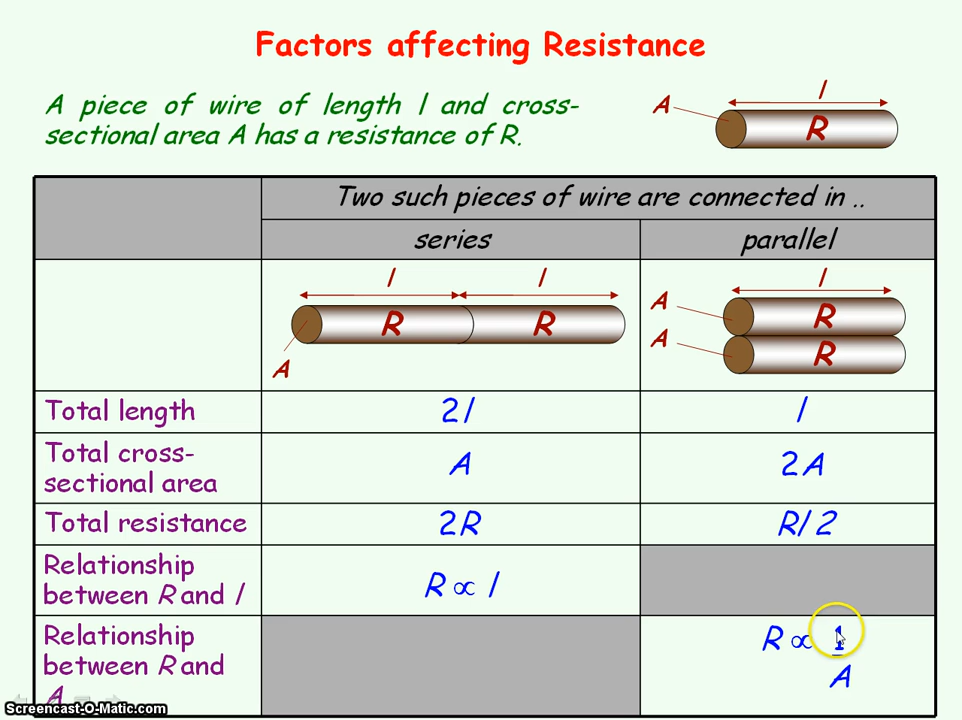 Factors affecting Resistance
A piece of wire of length l and cross-
sectional area A has a resistance of R.
l
A
R
Two such pieces of wire are connected in ..
series
parallel
l
l
R
R
A
l
A
R
A
R
Total length
2l
l
Total cross-
sectional area
A
2A
Total resistance
2R
R/2
Relationship
between R and l
R ∝ l
Relationship
between R and
A
R ∝ 1
A
Screencast-O-Matic.com